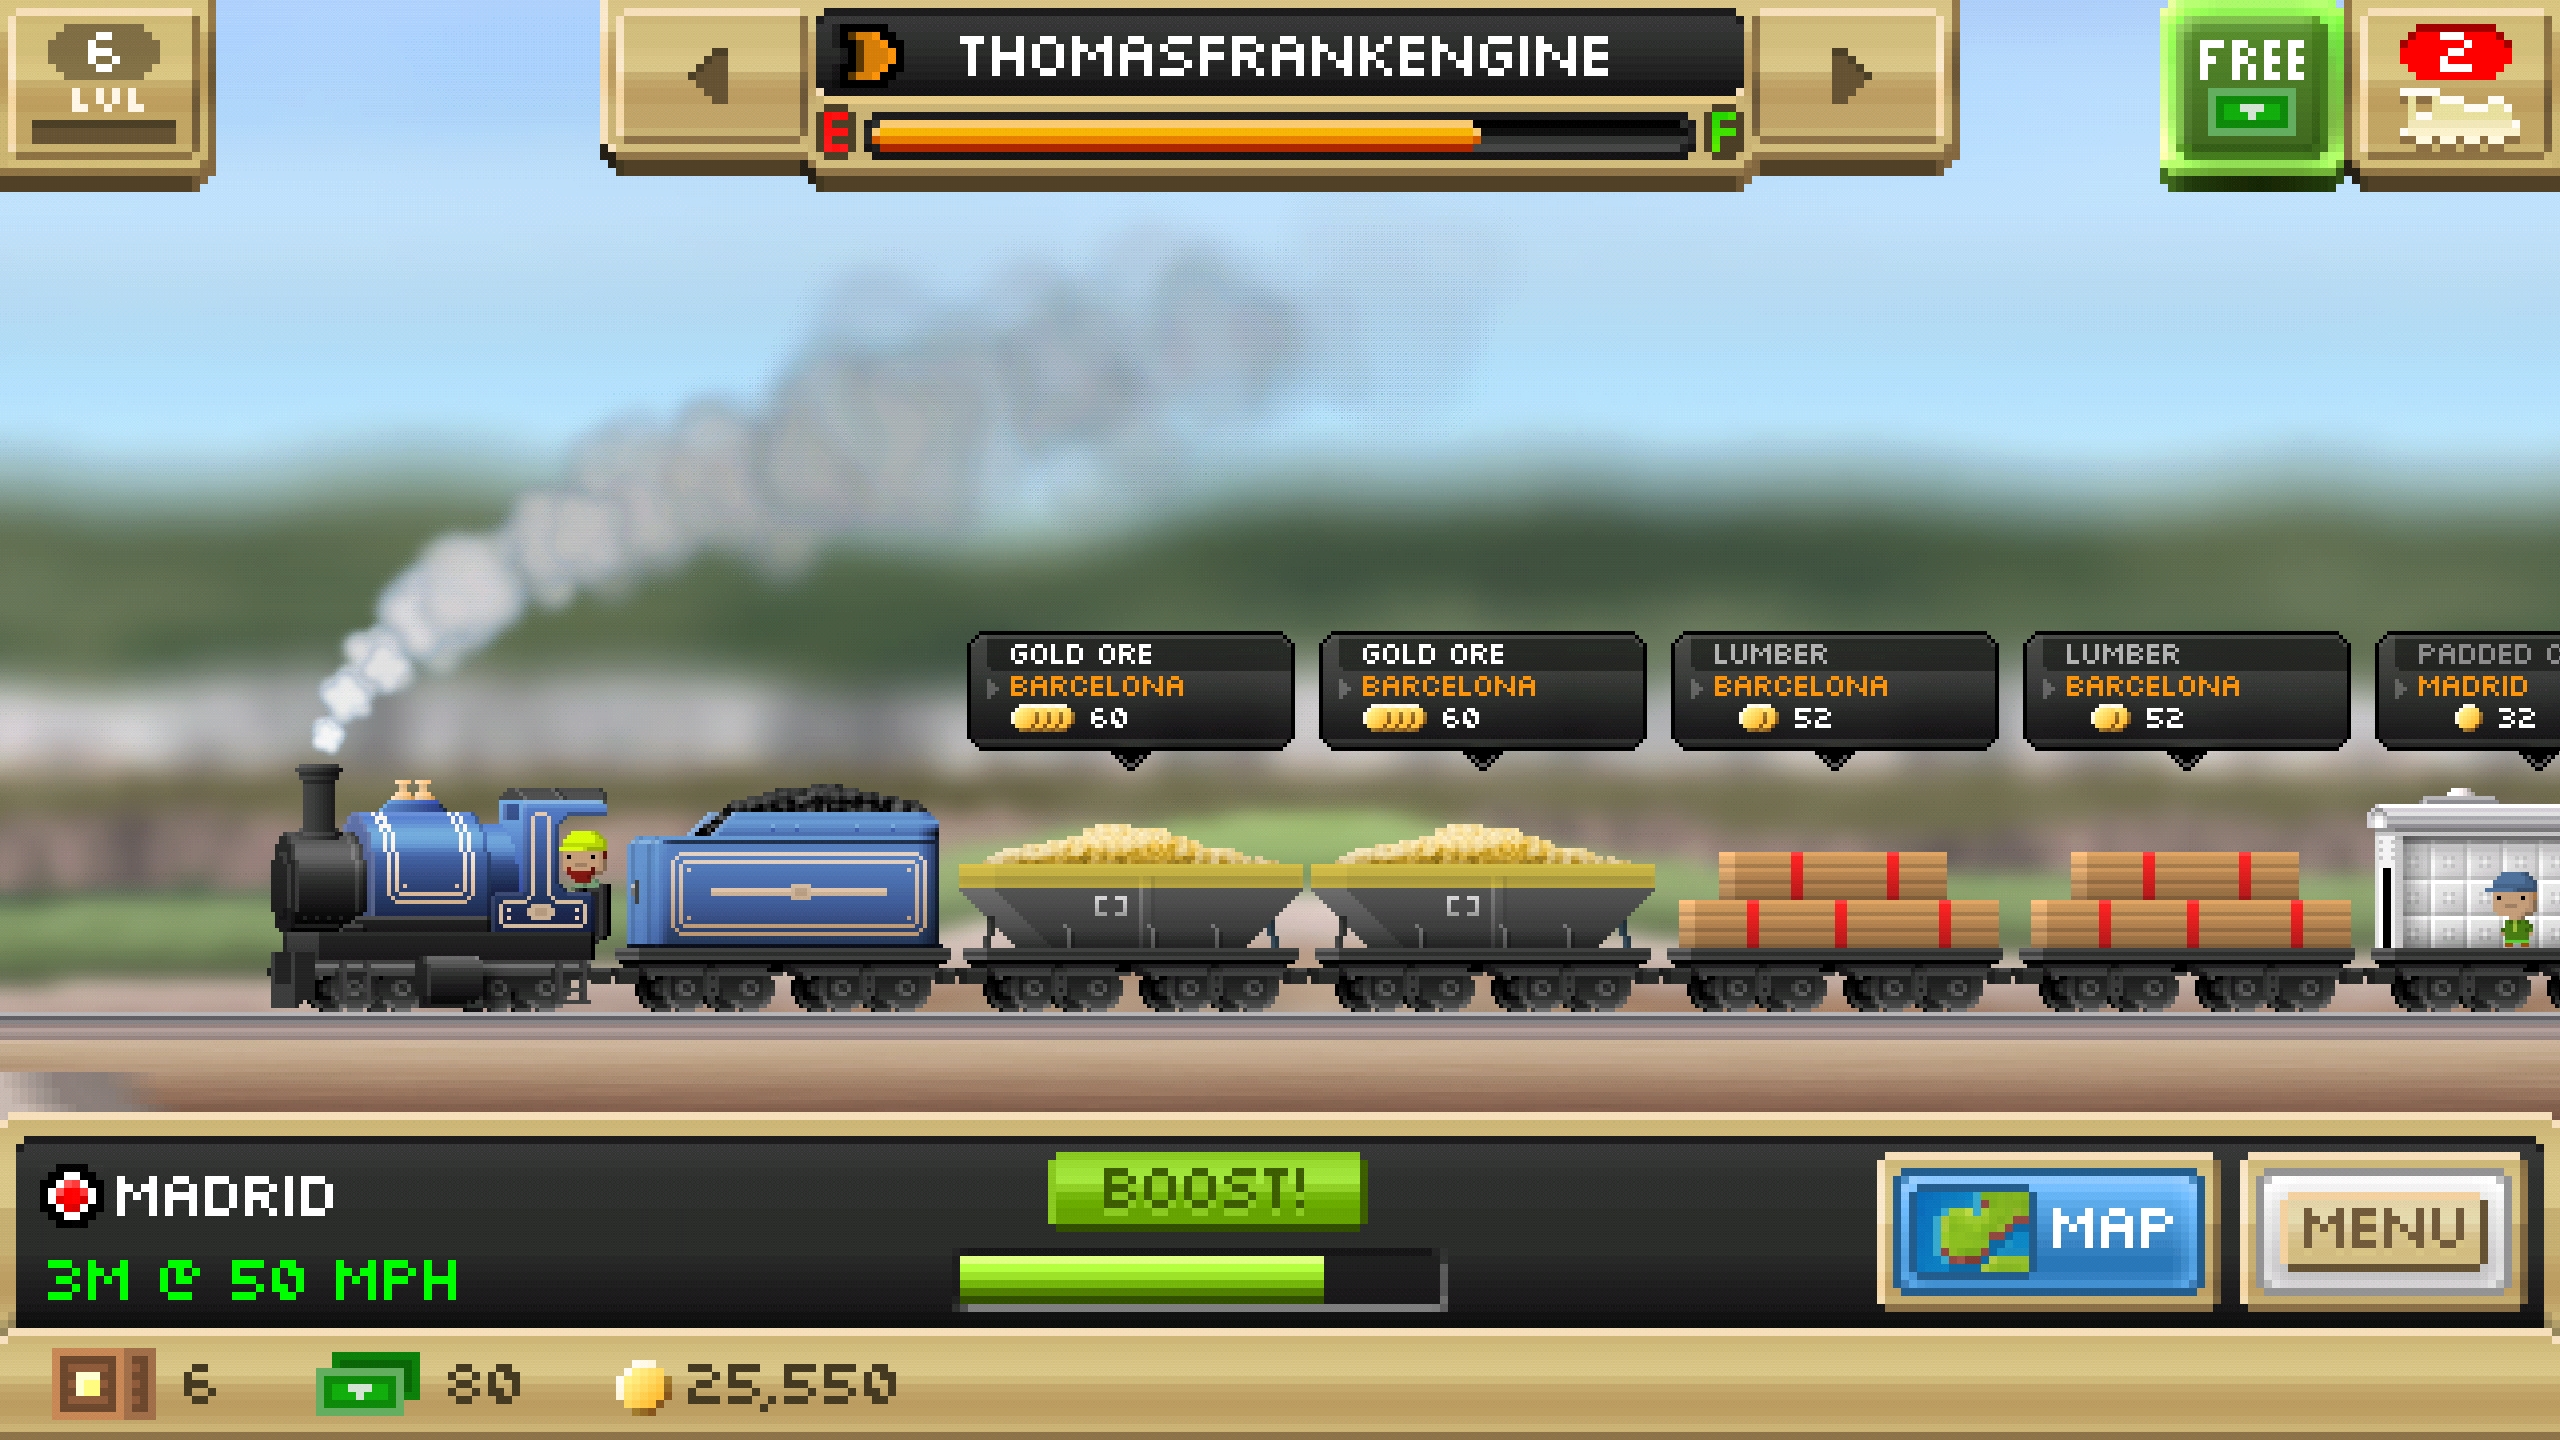 6
LVL
THOMASFRANKENGINE
E F
FREE
2
GOLD ORE
BARCELONA
60
GOLD ORE
BARCELONA
60
LUMBER
BARCELONA
52
LUMBER
BARCELONA
52
PADDED
MADRID
32
MADRID
3M @ 50 MPH
BOOST!
MAP
MENU
6
80
25,550